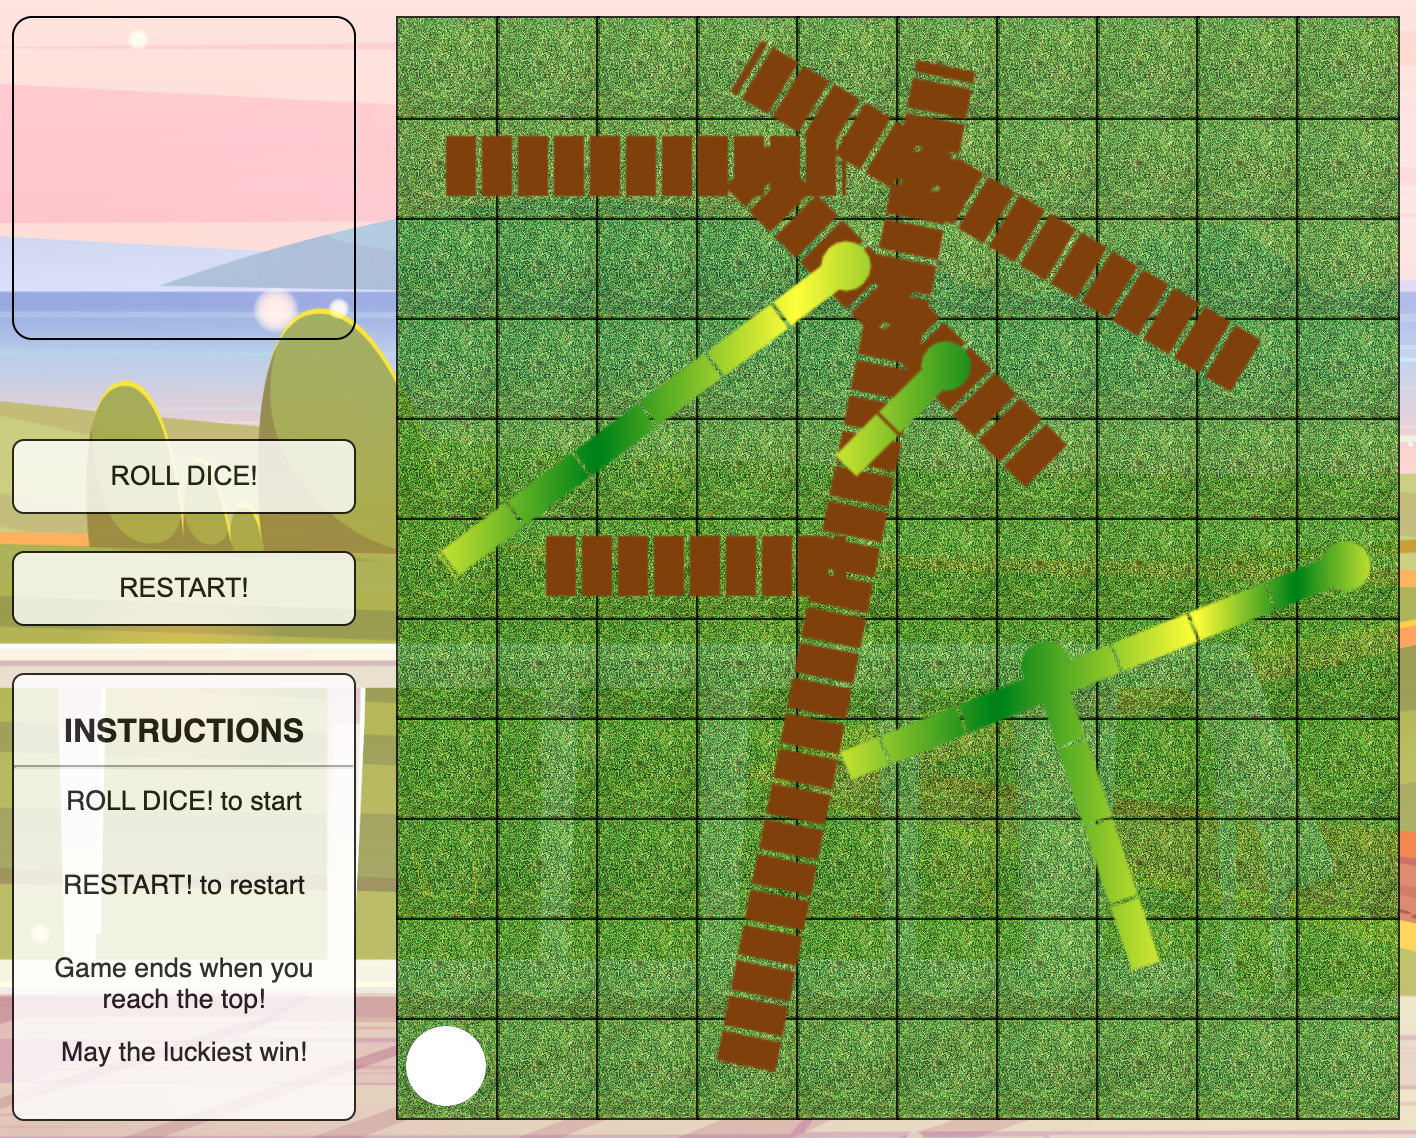 ROLL DICE!
RESTART!
INSTRUCTIONS
ROLL DICE! to start
RESTART! to restart
Game ends when you
reach the top!
May the luckiest win!